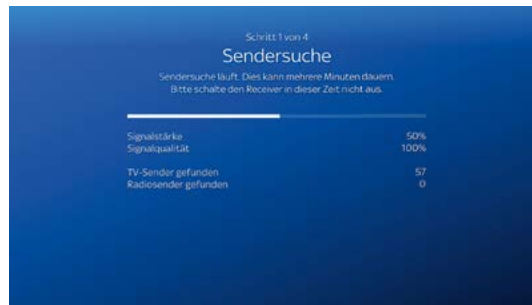 Schritt 1 von 4
Sendersuche
Sendersuche läuft. Dies kann mehrere Minuten dauern.
Bitte schalte den Receiver in dieser Zeit nicht aus.
Signalstärke 50%
Signalqualität 100%
TV-Sender gefunden 57
Radiosender gefunden 0